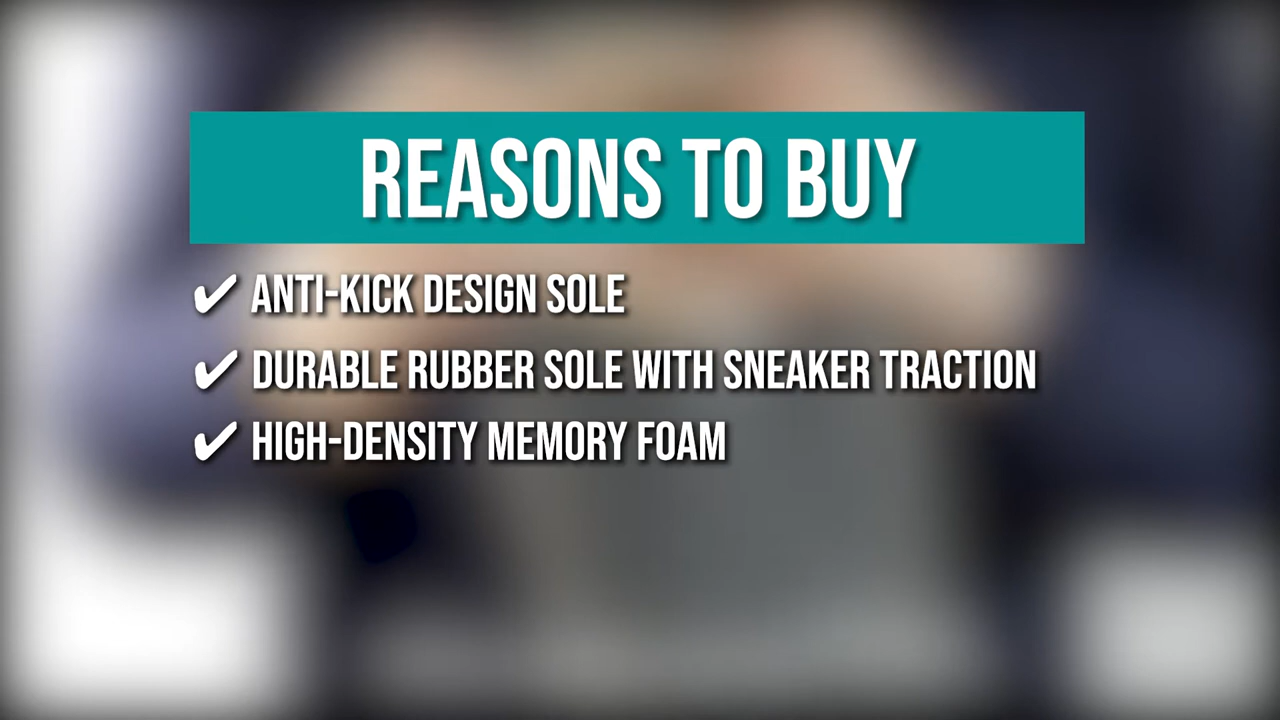 REASONS TO BUY
✔ ANTI-KICK DESIGN SOLE
✔ DURABLE RUBBER SOLE WITH SNEAKER TRACTION
✔ HIGH-DENSITY MEMORY FOAM